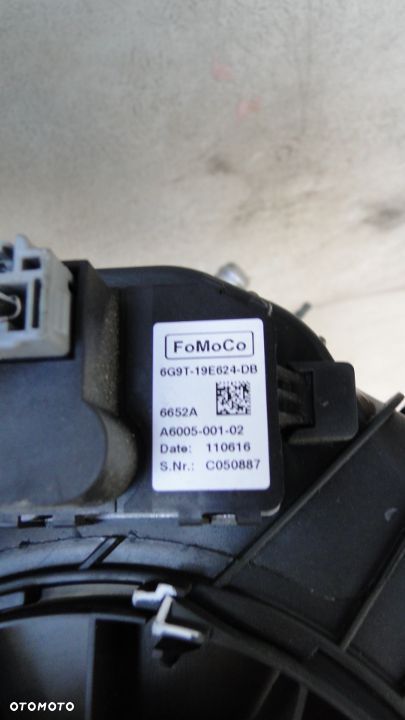 FoMoCo
6G9T-19E624-DB
6652A
A6005-001-02
Date: 110616
S.Nr.: C050887
OTOMOTO